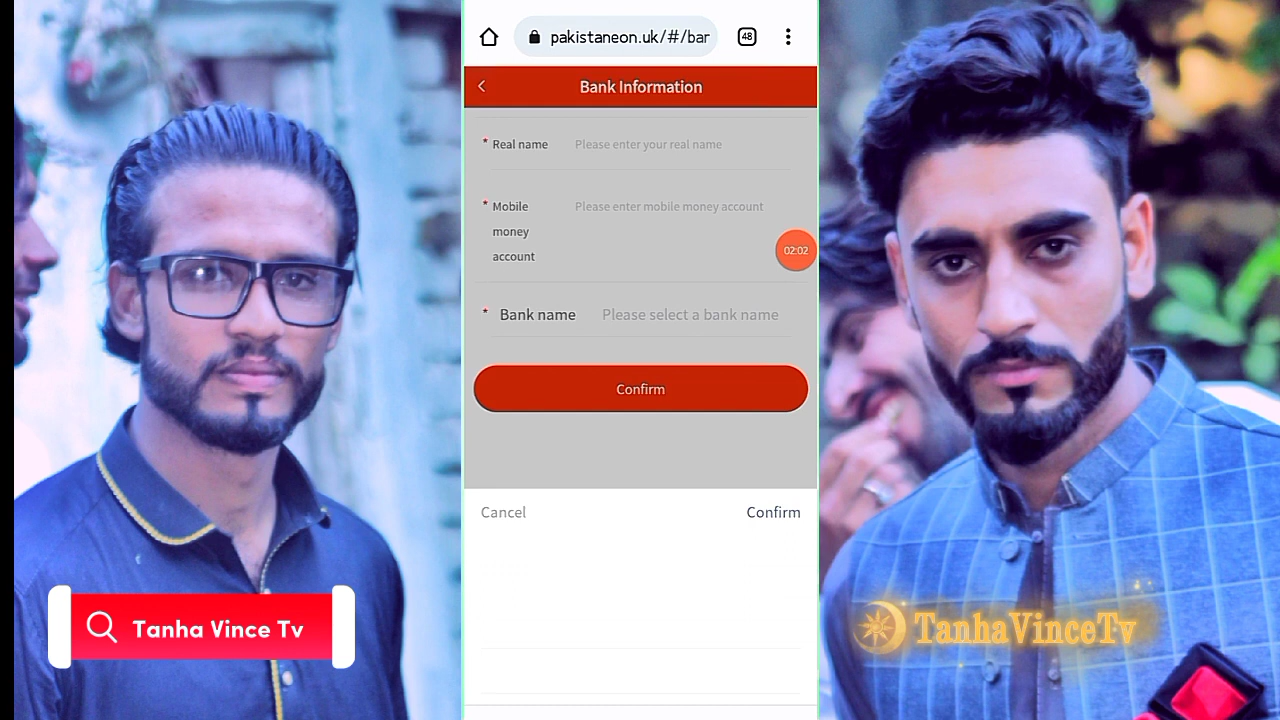 48
pakistaneon.uk/#/bar
Bank Information
* Real name Please enter your real name
* Mobile money account Please enter mobile money account
02:02
* Bank name Please select a bank name
Confirm
Cancel Confirm
Tanha Vince Tv
TanhaVinceTv